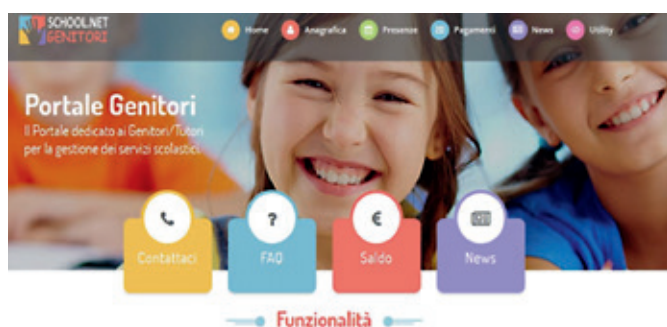 SCHOOL.NET
GENITORI
Home
Anagrafica
Presenze
Pagamenti
News
Utility
Portale Genitori
Il Portale dedicato ai Genitori/Tutori
per la gestione dei servizi scolastici.
Contattaci
?
FAQ
€
Saldo
News
Funzionalità